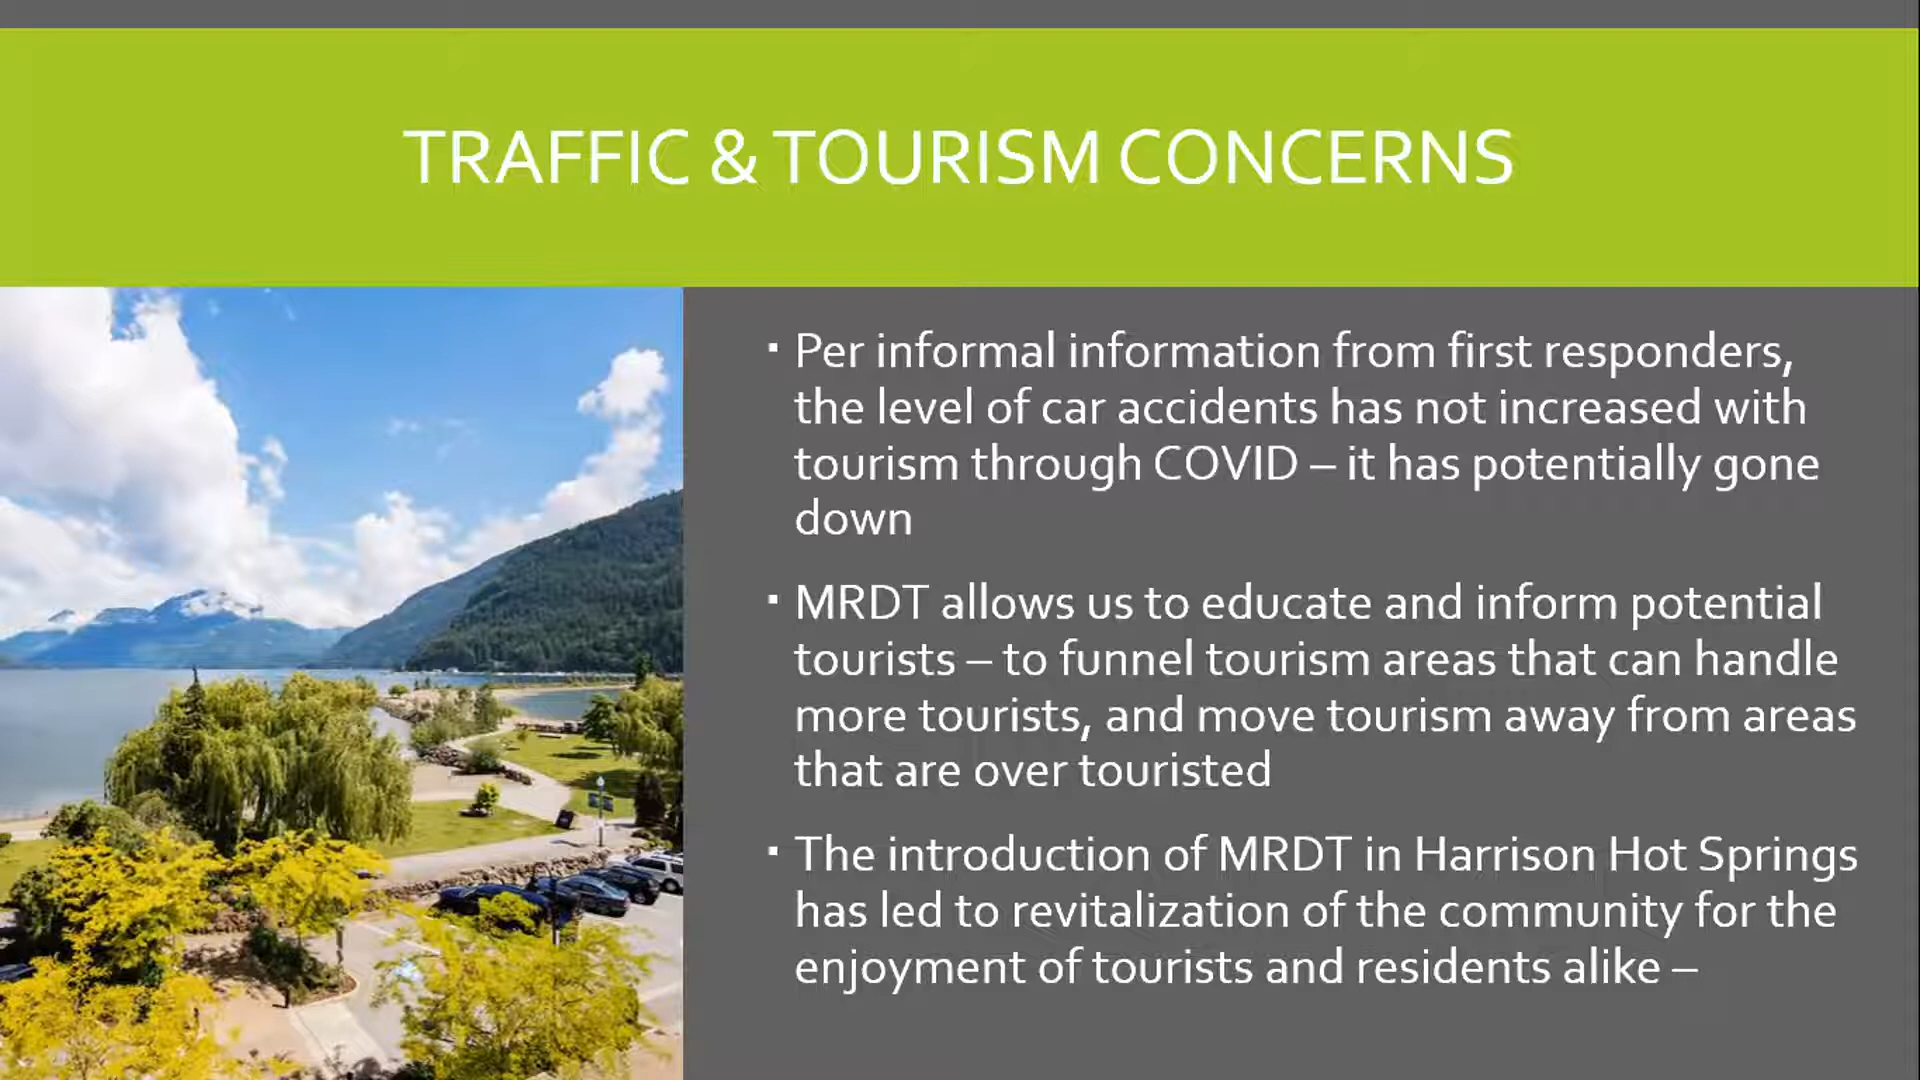 TRAFFIC & TOURISM CONCERNS
▪ Per informal information from first responders,
the level of car accidents has not increased with
tourism through COVID – it has potentially gone
down
▪ MRDT allows us to educate and inform potential
tourists – to funnel tourism areas that can handle
more tourists, and move tourism away from areas
that are over touristed
▪ The introduction of MRDT in Harrison Hot Springs
has led to revitalization of the community for the
enjoyment of tourists and residents alike –